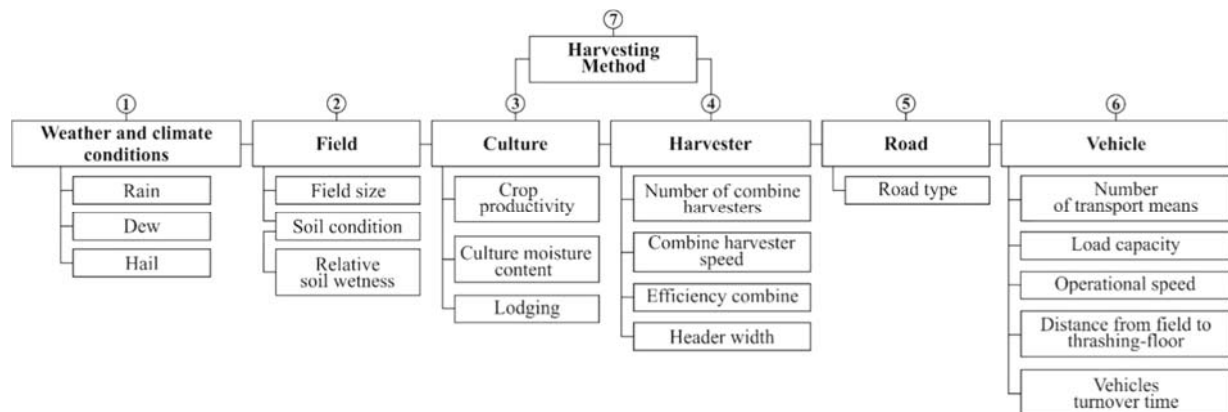 ⑦
Harvesting
Method
①
Weather and climate
conditions
Rain
Dew
Hail
②
Field
Field size
Soil condition
Relative
soil wetness
③
Culture
Crop
productivity
Culture moisture
content
Lodging
④
Harvester
Number of combine
harvesters
Combine harvester
speed
Efficiency combine
Header width
⑤
Road
Road type
⑥
Vehicle
Number
of transport means
Load capacity
Operational speed
Distance from field to
thrashing-floor
Vehicles
turnover time